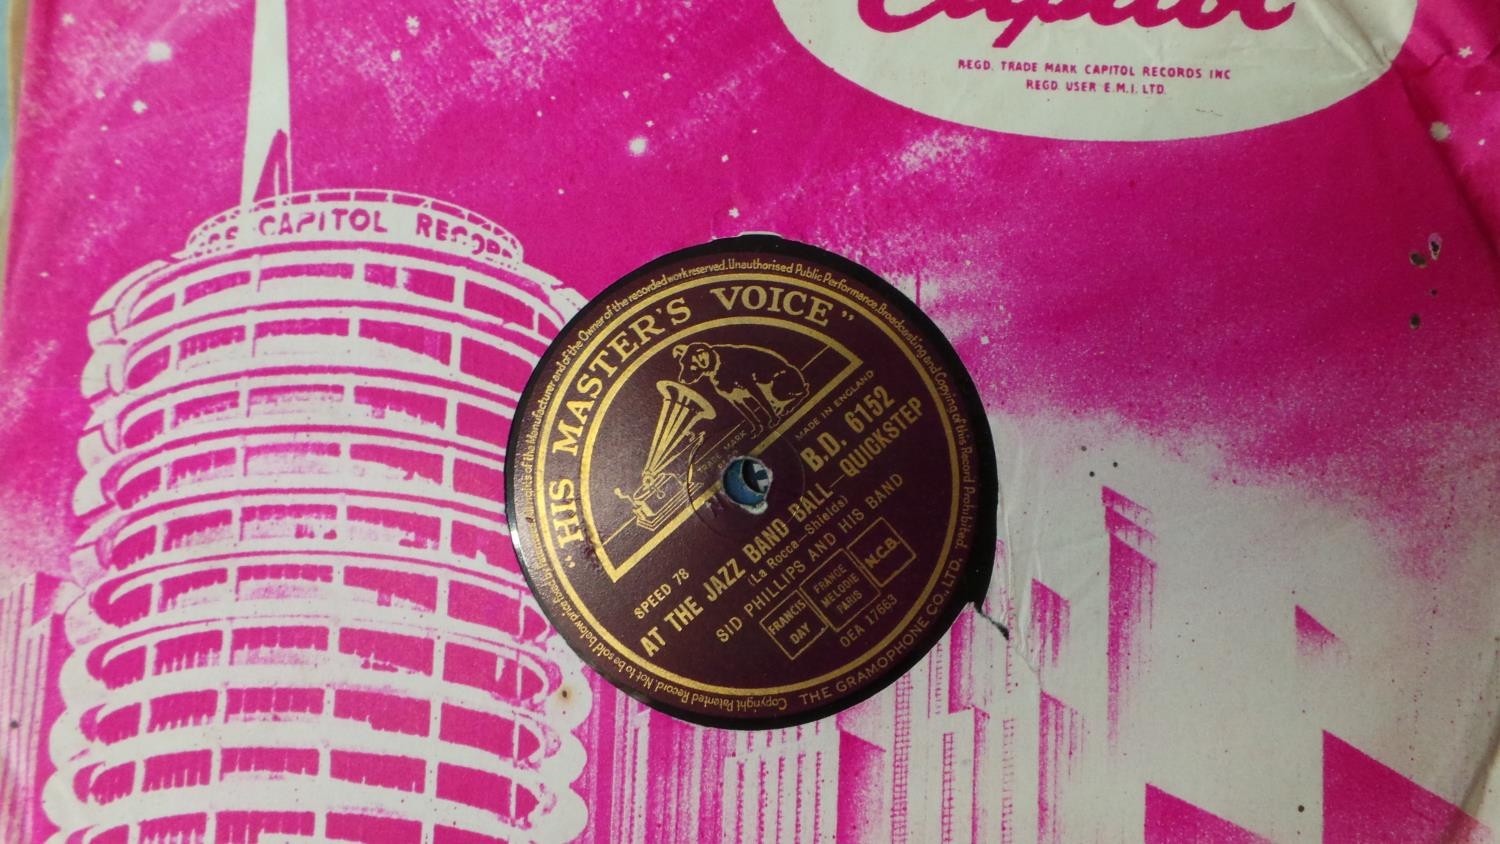 Capitol
REGD. TRADE MARK CAPITOL RECORDS INC
REGD. USER E.M.I. LTD.
CAPITOL RECORDS
"HIS MASTER'S VOICE"
TRADE MARK
MADE IN ENGLAND
B.D. 6152
SPEED 78
AT THE JAZZ BAND BALL—QUICKSTEP
(La Rocca—Shields)
SID PHILLIPS AND HIS BAND
FRANCIS
DAY
FRANCE
MELODIE
PARIS
N.C.B.
OEA 17663
THE GRAMOPHONE CO., LTD.
Copyright Patented Record. Not to be sold below price fixed by
of the Manufacturer and of the Owner of the recorded work reserved. Unauthorised Public Performance, Broadcasting and Copying of this Record Prohibited.